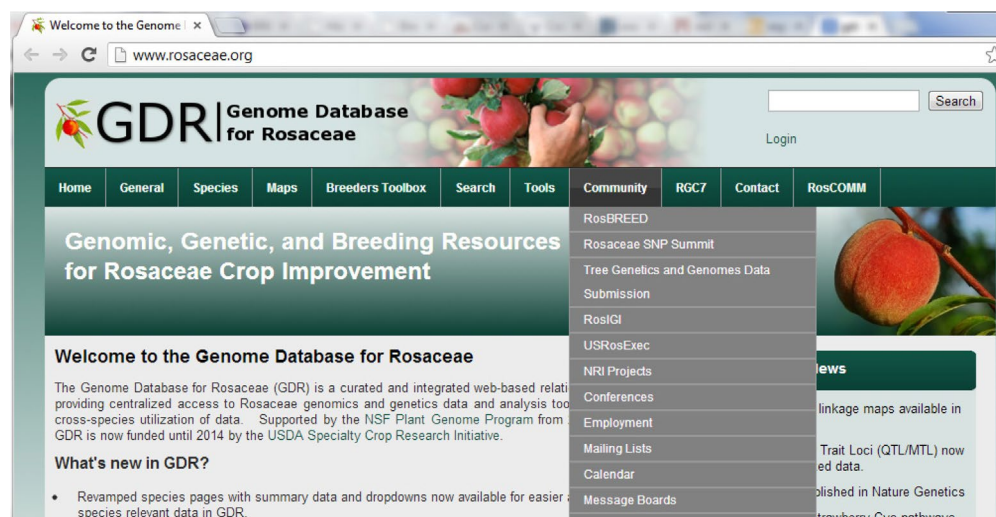 Welcome to the Genome
www.rosaceae.org
GDR
Genome Database
for Rosaceae
Search
Login
Home General Species Maps Breeders Toolbox Search Tools Community RGC7 Contact RosCOMM
RosBREED
Rosaceae SNP Summit
Tree Genetics and Genomes Data
Submission
RosIGI
USRosExec
NRI Projects
Conferences
Employment
Mailing Lists
Calendar
Message Boards
Genomic, Genetic, and Breeding Resources
for Rosaceae Crop Improvement
Welcome to the Genome Database for Rosaceae
The Genome Database for Rosaceae (GDR) is a curated and integrated web-based relati
providing centralized access to Rosaceae genomics and genetics data and analysis too
cross-species utilization of data. Supported by the NSF Plant Genome Program from
GDR is now funded until 2014 by the USDA Specialty Crop Research Initiative.
What's new in GDR?
• Revamped species pages with summary data and dropdowns now available for easier
species relevant data in GDR.
ews
linkage maps available in
Trait Loci (QTL/MTL) now
ed data.
blished in Nature Genetics